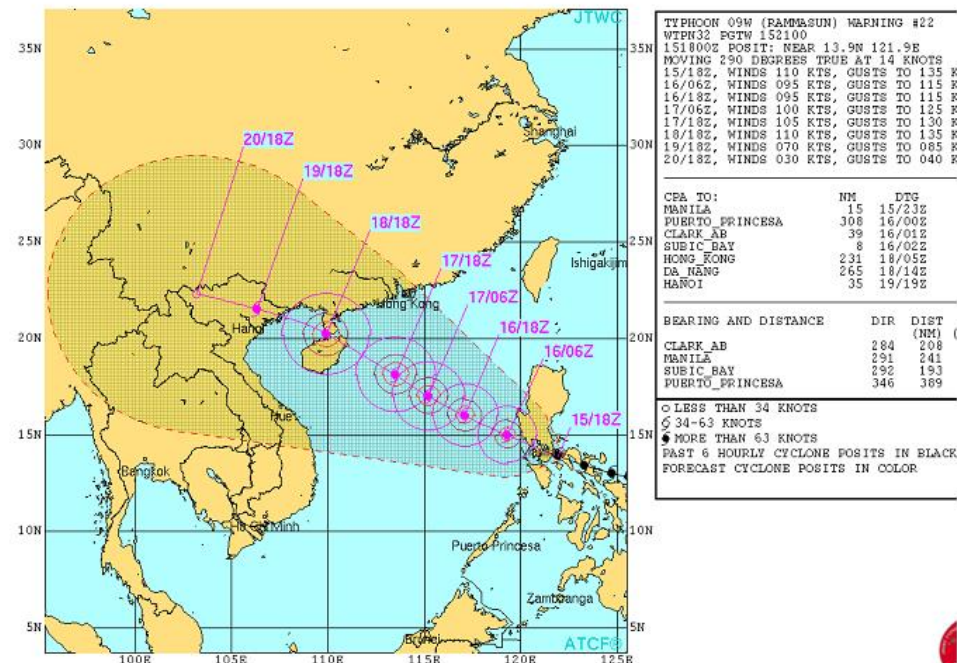 JTWC
35N
35N
30N
30N
25N
25N
20N
20N
15N
15N
10N
10N
5N
5N
100E
105E
110E
115E
120E
125E
20/18Z
19/18Z
18/18Z
17/18Z
17/06Z
16/18Z
16/06Z
15/18Z
Shanghai
Ishigakijim
Hong Kong
Hanoi
Hue
Bangkok
Ho Chi Minh
Puerto Princesa
Zamboanga
Brunei
ATCF®
TYPHOON 09W (RAMMASUN) WARNING #22
WTPN32 PGTW 152100
151800Z POSIT: NEAR 13.9N 121.9E
MOVING 290 DEGREES TRUE AT 14 KNOTS
15/18Z, WINDS 110 KTS, GUSTS TO 135 K
16/06Z, WINDS 095 KTS, GUSTS TO 115 K
16/18Z, WINDS 095 KTS, GUSTS TO 115 K
17/06Z, WINDS 100 KTS, GUSTS TO 125 K
17/18Z, WINDS 105 KTS, GUSTS TO 130 K
18/18Z, WINDS 110 KTS, GUSTS TO 135 K
19/18Z, WINDS 070 KTS, GUSTS TO 085 K
20/18Z, WINDS 030 KTS, GUSTS TO 040 K
CPA TO: NM DTG
MANILA 15 15/23Z
PUERTO_PRINCESA 308 16/00Z
CLARK_AB 39 16/01Z
SUBIC_BAY 8 16/02Z
HONG_KONG 231 18/05Z
DA_NANG 265 18/14Z
HANOI 35 19/19Z
BEARING AND DISTANCE DIR DIST
(NM) (
CLARK_AB 284 208
MANILA 291 241
SUBIC_BAY 292 193
PUERTO_PRINCESA 346 389
LESS THAN 34 KNOTS
34-63 KNOTS
MORE THAN 63 KNOTS
PAST 6 HOURLY CYCLONE POSITS IN BLACK
FORECAST CYCLONE POSITS IN COLOR